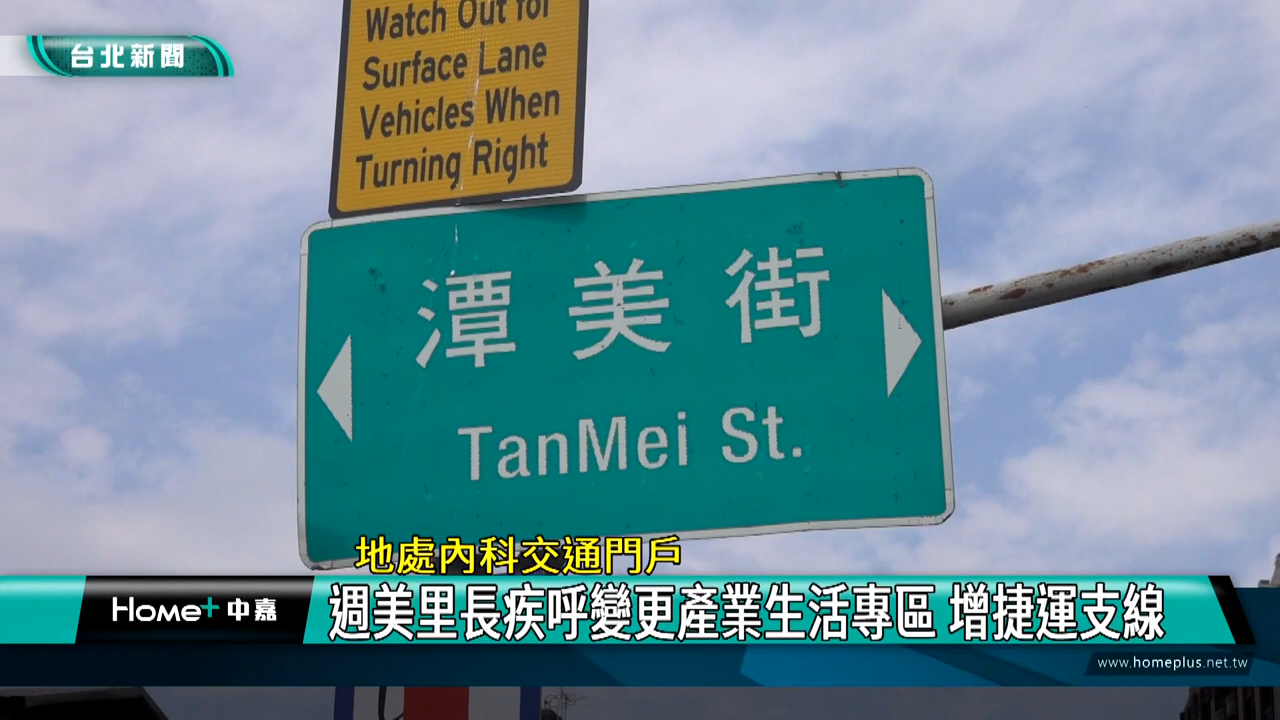 台北新聞
Watch Out for
Surface Lane
Vehicles When
Turning Right
潭美街
TanMei St.
地處內科交通門戶
Home+ 中嘉
週美里長疾呼變更產業生活專區 增捷運支線
www.homeplus.net.tw